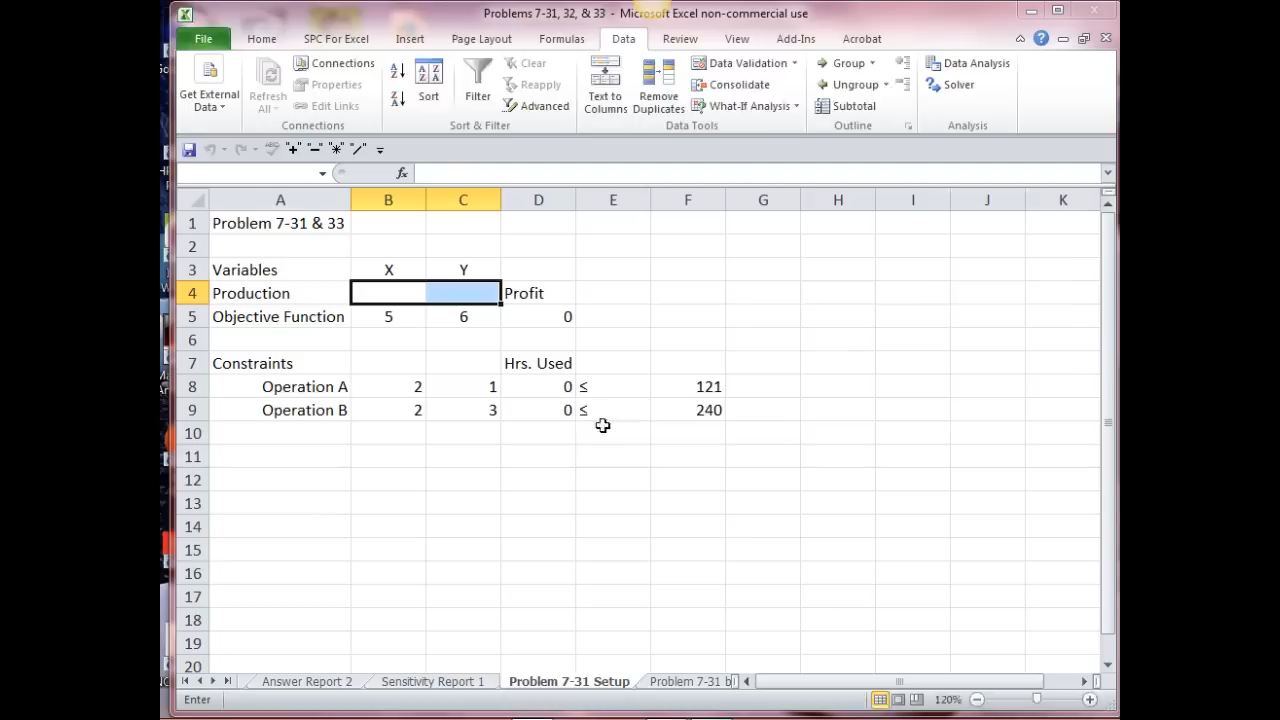 Problems 7-31, 32, & 33 - Microsoft Excel non-commercial use
File Home SPC For Excel Insert Page Layout Formulas Data Review View Add-Ins Acrobat
Get External Data
Refresh All
Connections
Properties
Edit Links
Connections
Sort
Filter
Clear
Reapply
Advanced
Sort & Filter
Text to Columns
Remove Duplicates
Data Validation
Consolidate
What-If Analysis
Data Tools
Group
Ungroup
Subtotal
Outline
Data Analysis
Solver
Analysis
fx
A B C D E F G H I J K
1 Problem 7-31 & 33
2
3 Variables X Y
4 Production Profit
5 Objective Function 5 6 0
6
7 Constraints Hrs. Used
8 Operation A 2 1 0 ≤ 121
9 Operation B 2 3 0 ≤ 240
10
11
12
13
14
15
16
17
18
19
20
Answer Report 2 Sensitivity Report 1 Problem 7-31 Setup Problem 7-31 b
Enter 120%